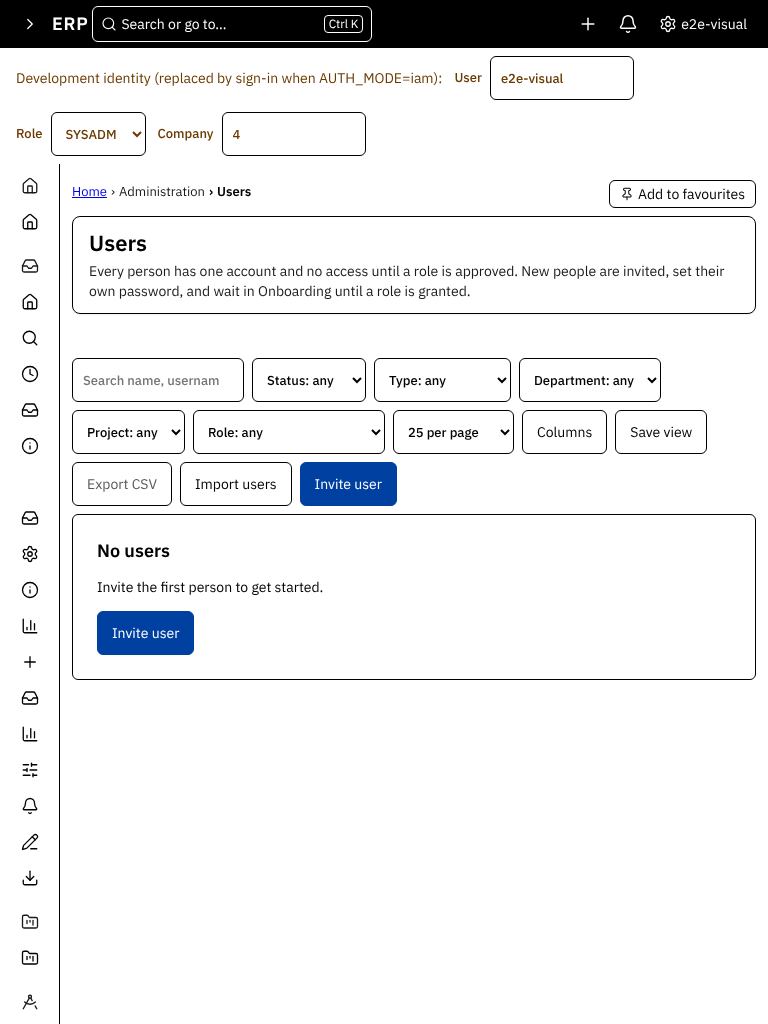 ERP Search or go to... Ctrl K e2e-visual
Development identity (replaced by sign-in when AUTH_MODE=iam): User e2e-visual
Role SYSADM Company 4
Home › Administration › Users Add to favourites
Users
Every person has one account and no access until a role is approved. New people are invited, set their
own password, and wait in Onboarding until a role is granted.
Search name, usernam Status: any Type: any Department: any
Project: any Role: any 25 per page Columns Save view
Export CSV Import users Invite user
No users
Invite the first person to get started.
Invite user